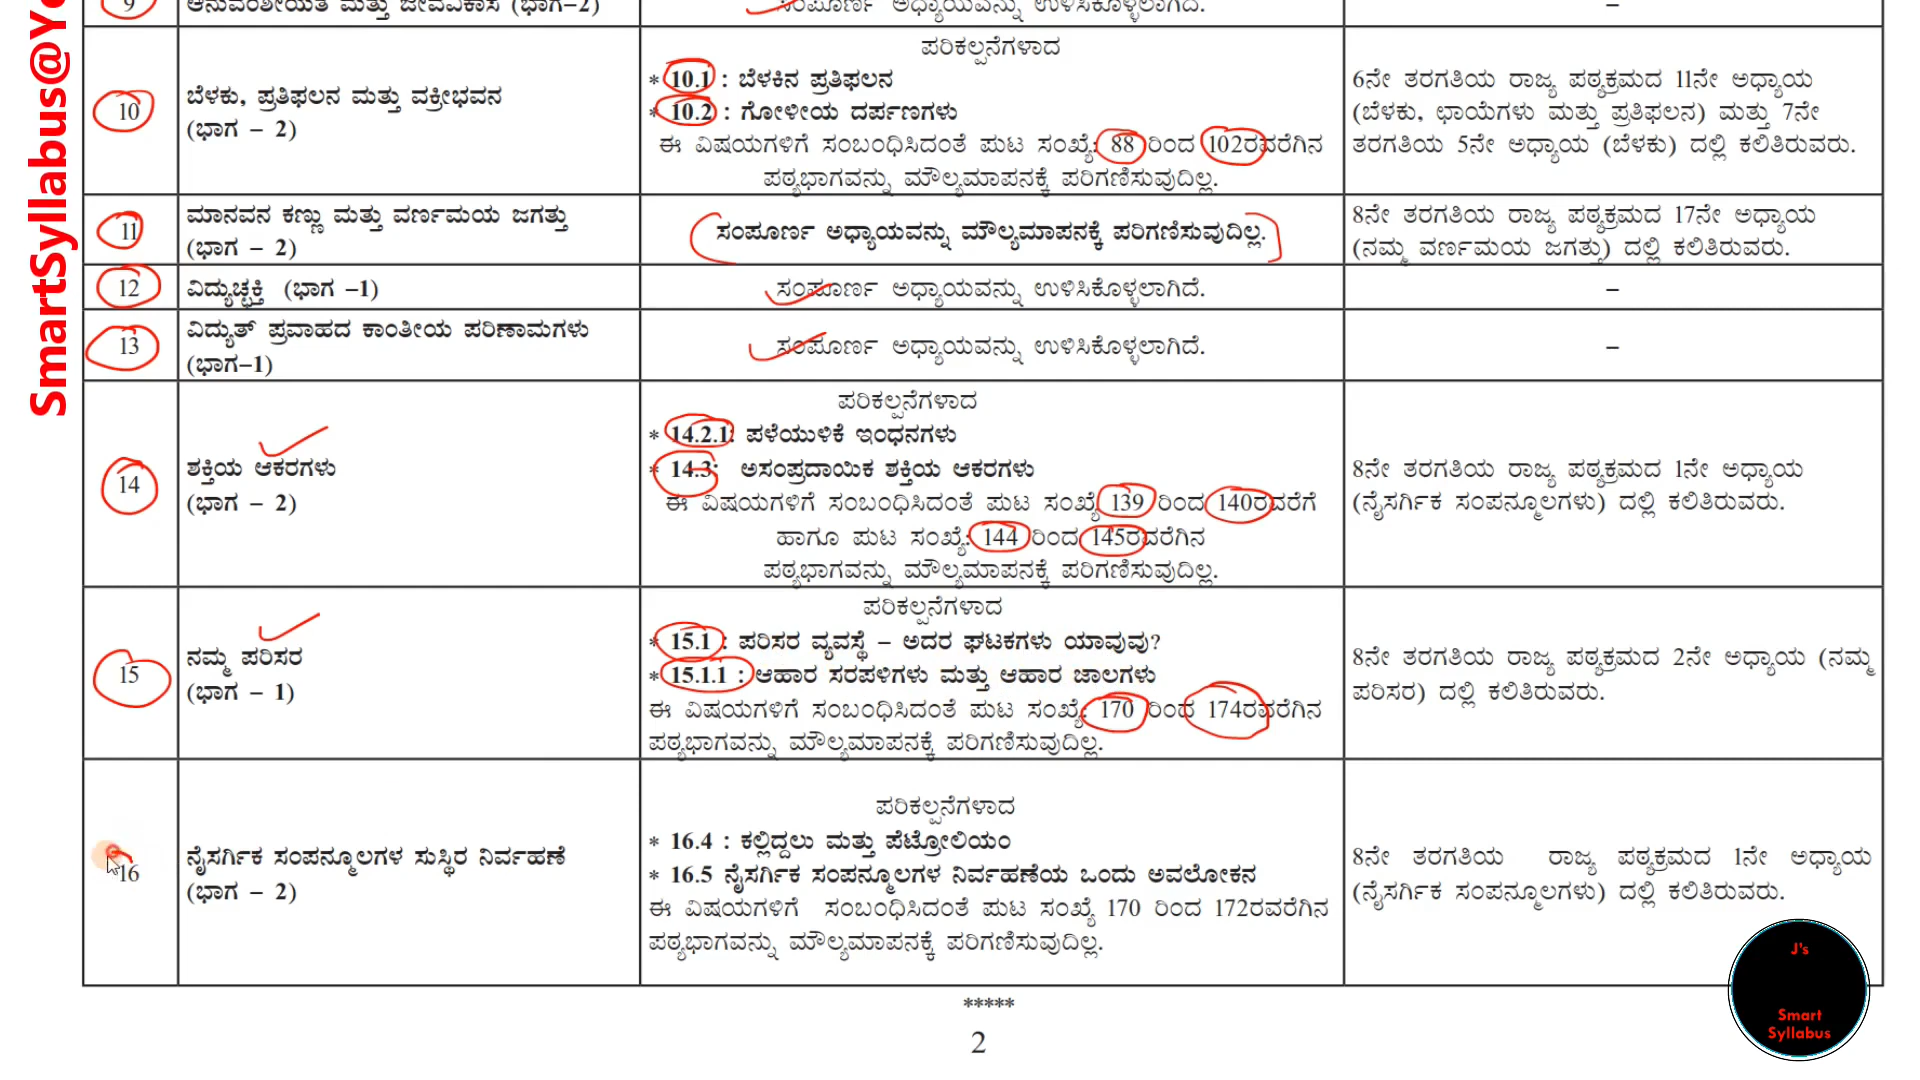 SmartSyllabus@Yo
9 ಆನುವಂಶೀಯತೆ ಮತ್ತು ಜೀವವಿಕಾಸ (ಭಾಗ–2) ಸಂಪೂರ್ಣ ಅಧ್ಯಾಯವನ್ನು ಉಳಿಸಿಕೊಳ್ಳಲಾಗಿದೆ. –
10
ಬೆಳಕು, ಪ್ರತಿಫಲನ ಮತ್ತು ವಕ್ರೀಭವನ
(ಭಾಗ – 2)
ಪರಿಕಲ್ಪನೆಗಳಾದ
* 10.1 : ಬೆಳಕಿನ ಪ್ರತಿಫಲನ
* 10.2 : ಗೋಳೀಯ ದರ್ಪಣಗಳು
ಈ ವಿಷಯಗಳಿಗೆ ಸಂಬಂಧಿಸಿದಂತೆ ಪುಟ ಸಂಖ್ಯೆ: 88 ರಿಂದ 102ರವರೆಗಿನ
ಪಠ್ಯಭಾಗವನ್ನು ಮೌಲ್ಯಮಾಪನಕ್ಕೆ ಪರಿಗಣಿಸುವುದಿಲ್ಲ.
6ನೇ ತರಗತಿಯ ರಾಜ್ಯ ಪಠ್ಯಕ್ರಮದ 11ನೇ ಅಧ್ಯಾಯ
(ಬೆಳಕು, ಛಾಯೆಗಳು ಮತ್ತು ಪ್ರತಿಫಲನ) ಮತ್ತು 7ನೇ
ತರಗತಿಯ 5ನೇ ಅಧ್ಯಾಯ (ಬೆಳಕು) ದಲ್ಲಿ ಕಲಿತಿರುವರು.
11
ಮಾನವನ ಕಣ್ಣು ಮತ್ತು ವರ್ಣಮಯ ಜಗತ್ತು
(ಭಾಗ – 2)
ಸಂಪೂರ್ಣ ಅಧ್ಯಾಯವನ್ನು ಮೌಲ್ಯಮಾಪನಕ್ಕೆ ಪರಿಗಣಿಸುವುದಿಲ್ಲ.
8ನೇ ತರಗತಿಯ ರಾಜ್ಯ ಪಠ್ಯಕ್ರಮದ 17ನೇ ಅಧ್ಯಾಯ
(ನಮ್ಮ ವರ್ಣಮಯ ಜಗತ್ತು) ದಲ್ಲಿ ಕಲಿತಿರುವರು.
12 ವಿದ್ಯುಚ್ಛಕ್ತಿ (ಭಾಗ –1) ಸಂಪೂರ್ಣ ಅಧ್ಯಾಯವನ್ನು ಉಳಿಸಿಕೊಳ್ಳಲಾಗಿದೆ. –
13
ವಿದ್ಯುತ್ ಪ್ರವಾಹದ ಕಾಂತೀಯ ಪರಿಣಾಮಗಳು
(ಭಾಗ–1)
ಸಂಪೂರ್ಣ ಅಧ್ಯಾಯವನ್ನು ಉಳಿಸಿಕೊಳ್ಳಲಾಗಿದೆ. –
14
ಶಕ್ತಿಯ ಆಕರಗಳು
(ಭಾಗ – 2)
ಪರಿಕಲ್ಪನೆಗಳಾದ
* 14.2.1: ಪಳೆಯುಳಿಕೆ ಇಂಧನಗಳು
* 14.3: ಅಸಂಪ್ರದಾಯಿಕ ಶಕ್ತಿಯ ಆಕರಗಳು
ಈ ವಿಷಯಗಳಿಗೆ ಸಂಬಂಧಿಸಿದಂತೆ ಪುಟ ಸಂಖ್ಯೆ 139 ರಿಂದ 140ರವರೆಗೆ
ಹಾಗೂ ಪುಟ ಸಂಖ್ಯೆ: 144 ರಿಂದ 145ರವರೆಗಿನ
ಪಠ್ಯಭಾಗವನ್ನು ಮೌಲ್ಯಮಾಪನಕ್ಕೆ ಪರಿಗಣಿಸುವುದಿಲ್ಲ.
8ನೇ ತರಗತಿಯ ರಾಜ್ಯ ಪಠ್ಯಕ್ರಮದ 1ನೇ ಅಧ್ಯಾಯ
(ನೈಸರ್ಗಿಕ ಸಂಪನ್ಮೂಲಗಳು) ದಲ್ಲಿ ಕಲಿತಿರುವರು.
15
ನಮ್ಮ ಪರಿಸರ
(ಭಾಗ – 1)
ಪರಿಕಲ್ಪನೆಗಳಾದ
* 15.1 : ಪರಿಸರ ವ್ಯವಸ್ಥೆ – ಅದರ ಘಟಕಗಳು ಯಾವುವು?
* 15.1.1 : ಆಹಾರ ಸರಪಳಿಗಳು ಮತ್ತು ಆಹಾರ ಜಾಲಗಳು
ಈ ವಿಷಯಗಳಿಗೆ ಸಂಬಂಧಿಸಿದಂತೆ ಪುಟ ಸಂಖ್ಯೆ: 170 ರಿಂದ 174ರವರೆಗಿನ
ಪಠ್ಯಭಾಗವನ್ನು ಮೌಲ್ಯಮಾಪನಕ್ಕೆ ಪರಿಗಣಿಸುವುದಿಲ್ಲ.
8ನೇ ತರಗತಿಯ ರಾಜ್ಯ ಪಠ್ಯಕ್ರಮದ 2ನೇ ಅಧ್ಯಾಯ (ನಮ್ಮ
ಪರಿಸರ) ದಲ್ಲಿ ಕಲಿತಿರುವರು.
16
ನೈಸರ್ಗಿಕ ಸಂಪನ್ಮೂಲಗಳ ಸುಸ್ಥಿರ ನಿರ್ವಹಣೆ
(ಭಾಗ – 2)
ಪರಿಕಲ್ಪನೆಗಳಾದ
* 16.4 : ಕಲ್ಲಿದ್ದಲು ಮತ್ತು ಪೆಟ್ರೋಲಿಯಂ
* 16.5 ನೈಸರ್ಗಿಕ ಸಂಪನ್ಮೂಲಗಳ ನಿರ್ವಹಣೆಯ ಒಂದು ಅವಲೋಕನ
ಈ ವಿಷಯಗಳಿಗೆ ಸಂಬಂಧಿಸಿದಂತೆ ಪುಟ ಸಂಖ್ಯೆ 170 ರಿಂದ 172ರವರೆಗಿನ
ಪಠ್ಯಭಾಗವನ್ನು ಮೌಲ್ಯಮಾಪನಕ್ಕೆ ಪರಿಗಣಿಸುವುದಿಲ್ಲ.
8ನೇ ತರಗತಿಯ ರಾಜ್ಯ ಪಠ್ಯಕ್ರಮದ 1ನೇ ಅಧ್ಯಾಯ
(ನೈಸರ್ಗಿಕ ಸಂಪನ್ಮೂಲಗಳು) ದಲ್ಲಿ ಕಲಿತಿರುವರು.
*****
2
J's
Smart
Syllabus